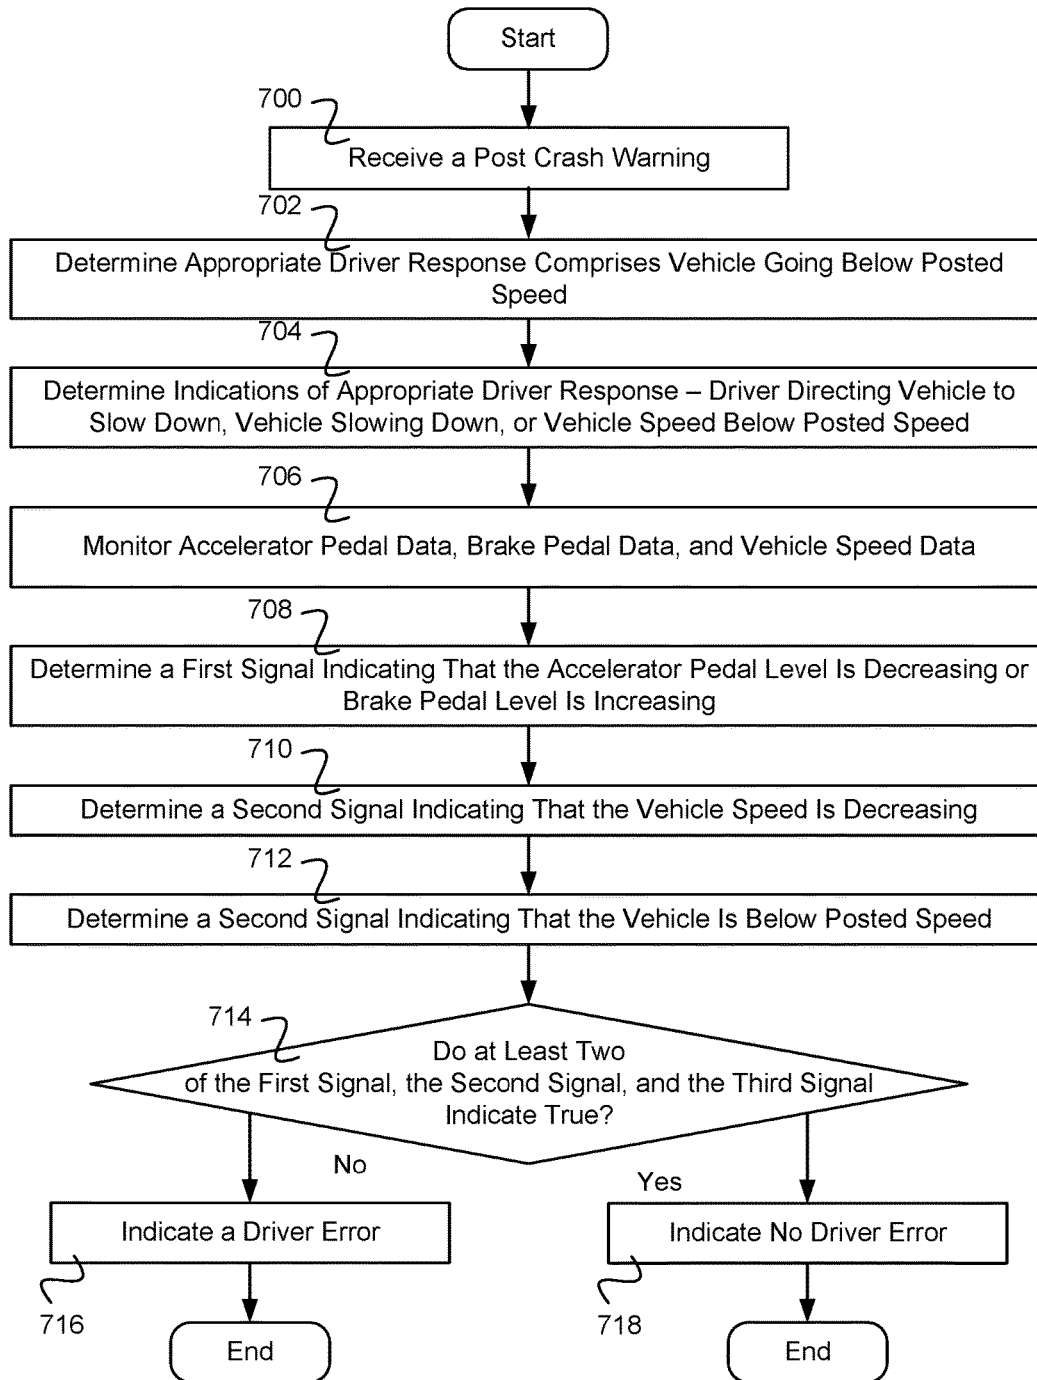 Start
700
Receive a Post Crash Warning
702
Determine Appropriate Driver Response Comprises Vehicle Going Below Posted
Speed
704
Determine Indications of Appropriate Driver Response – Driver Directing Vehicle to
Slow Down, Vehicle Slowing Down, or Vehicle Speed Below Posted Speed
706
Monitor Accelerator Pedal Data, Brake Pedal Data, and Vehicle Speed Data
708
Determine a First Signal Indicating That the Accelerator Pedal Level Is Decreasing or
Brake Pedal Level Is Increasing
710
Determine a Second Signal Indicating That the Vehicle Speed Is Decreasing
712
Determine a Second Signal Indicating That the Vehicle Is Below Posted Speed
714
Do at Least Two
of the First Signal, the Second Signal, and the Third Signal
Indicate True?
No
Yes
Indicate a Driver Error
Indicate No Driver Error
716
718
End
End